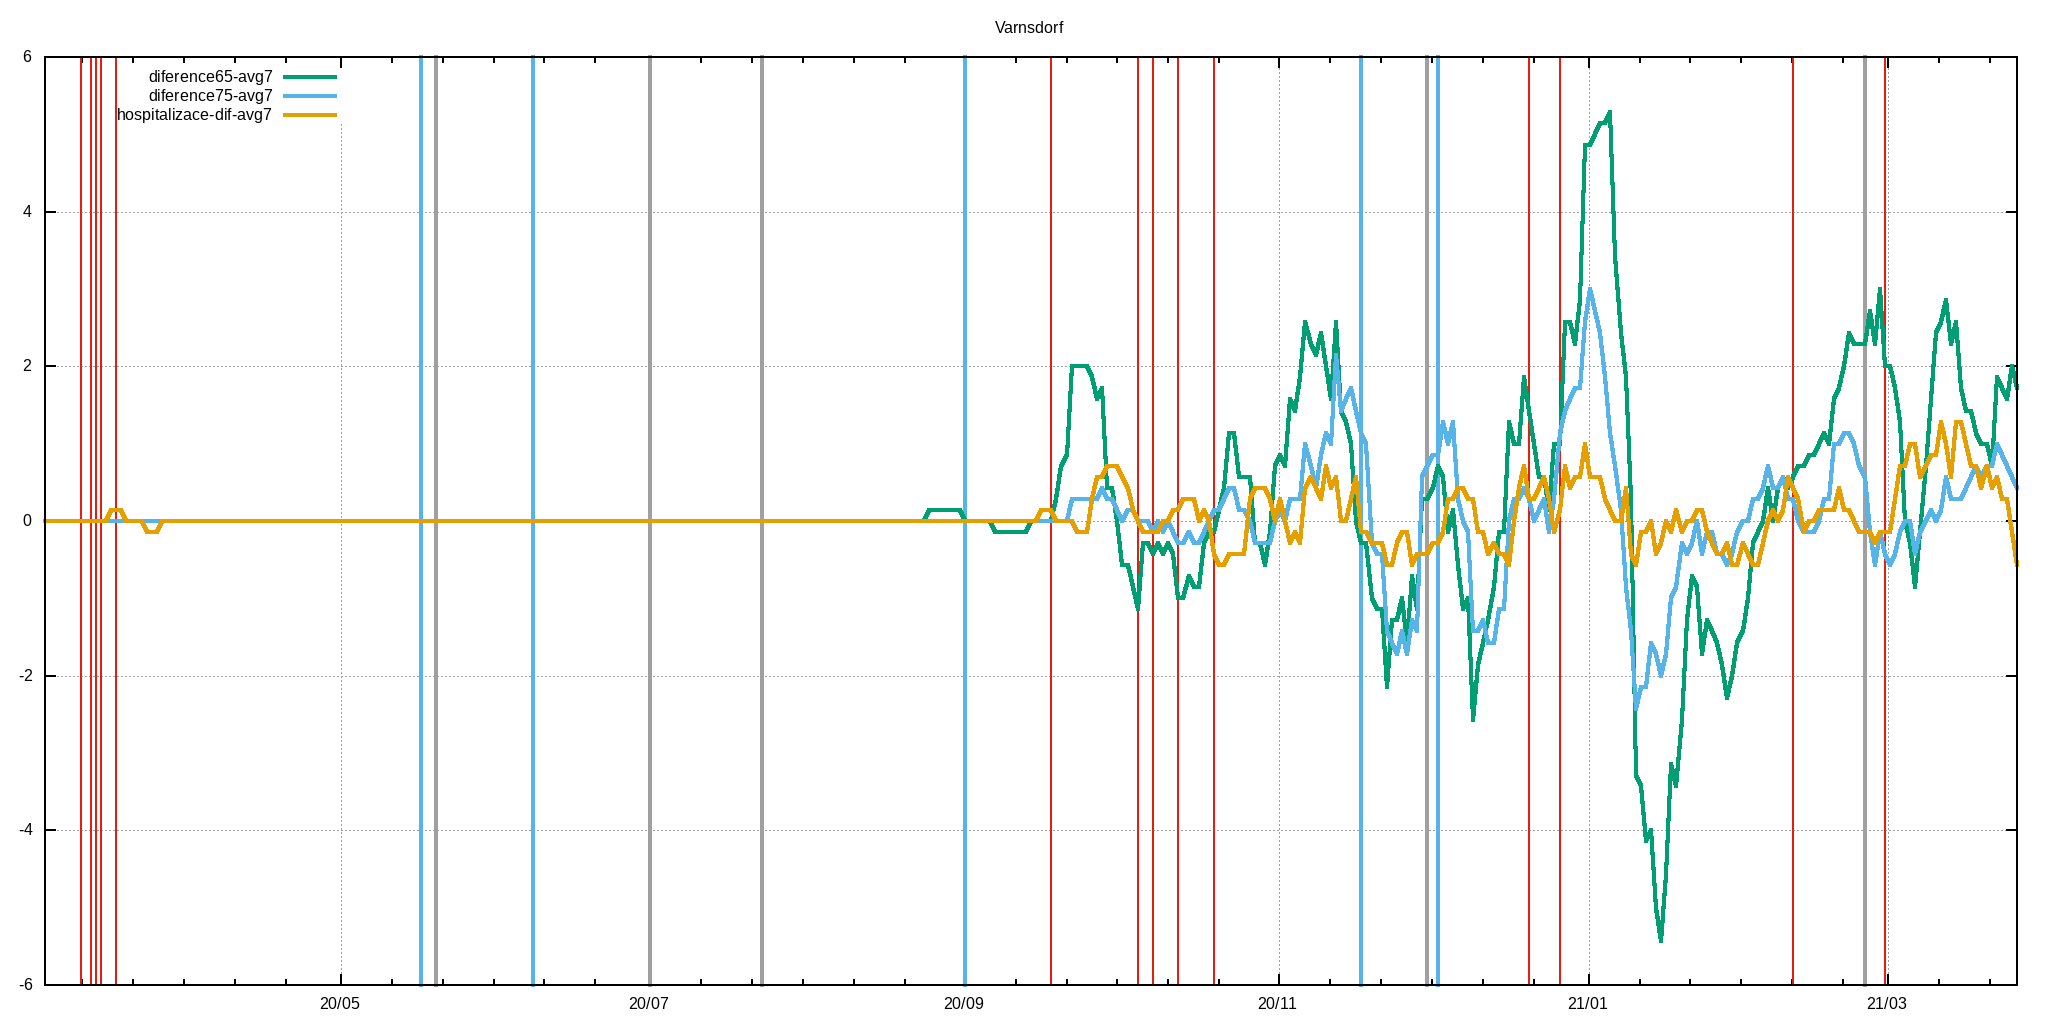 Varnsdorf
diference65-avg7
diference75-avg7
hospitalizace-dif-avg7
6
4
2
0
-2
-4
-6
20/05 20/07 20/09 20/11 21/01 21/03